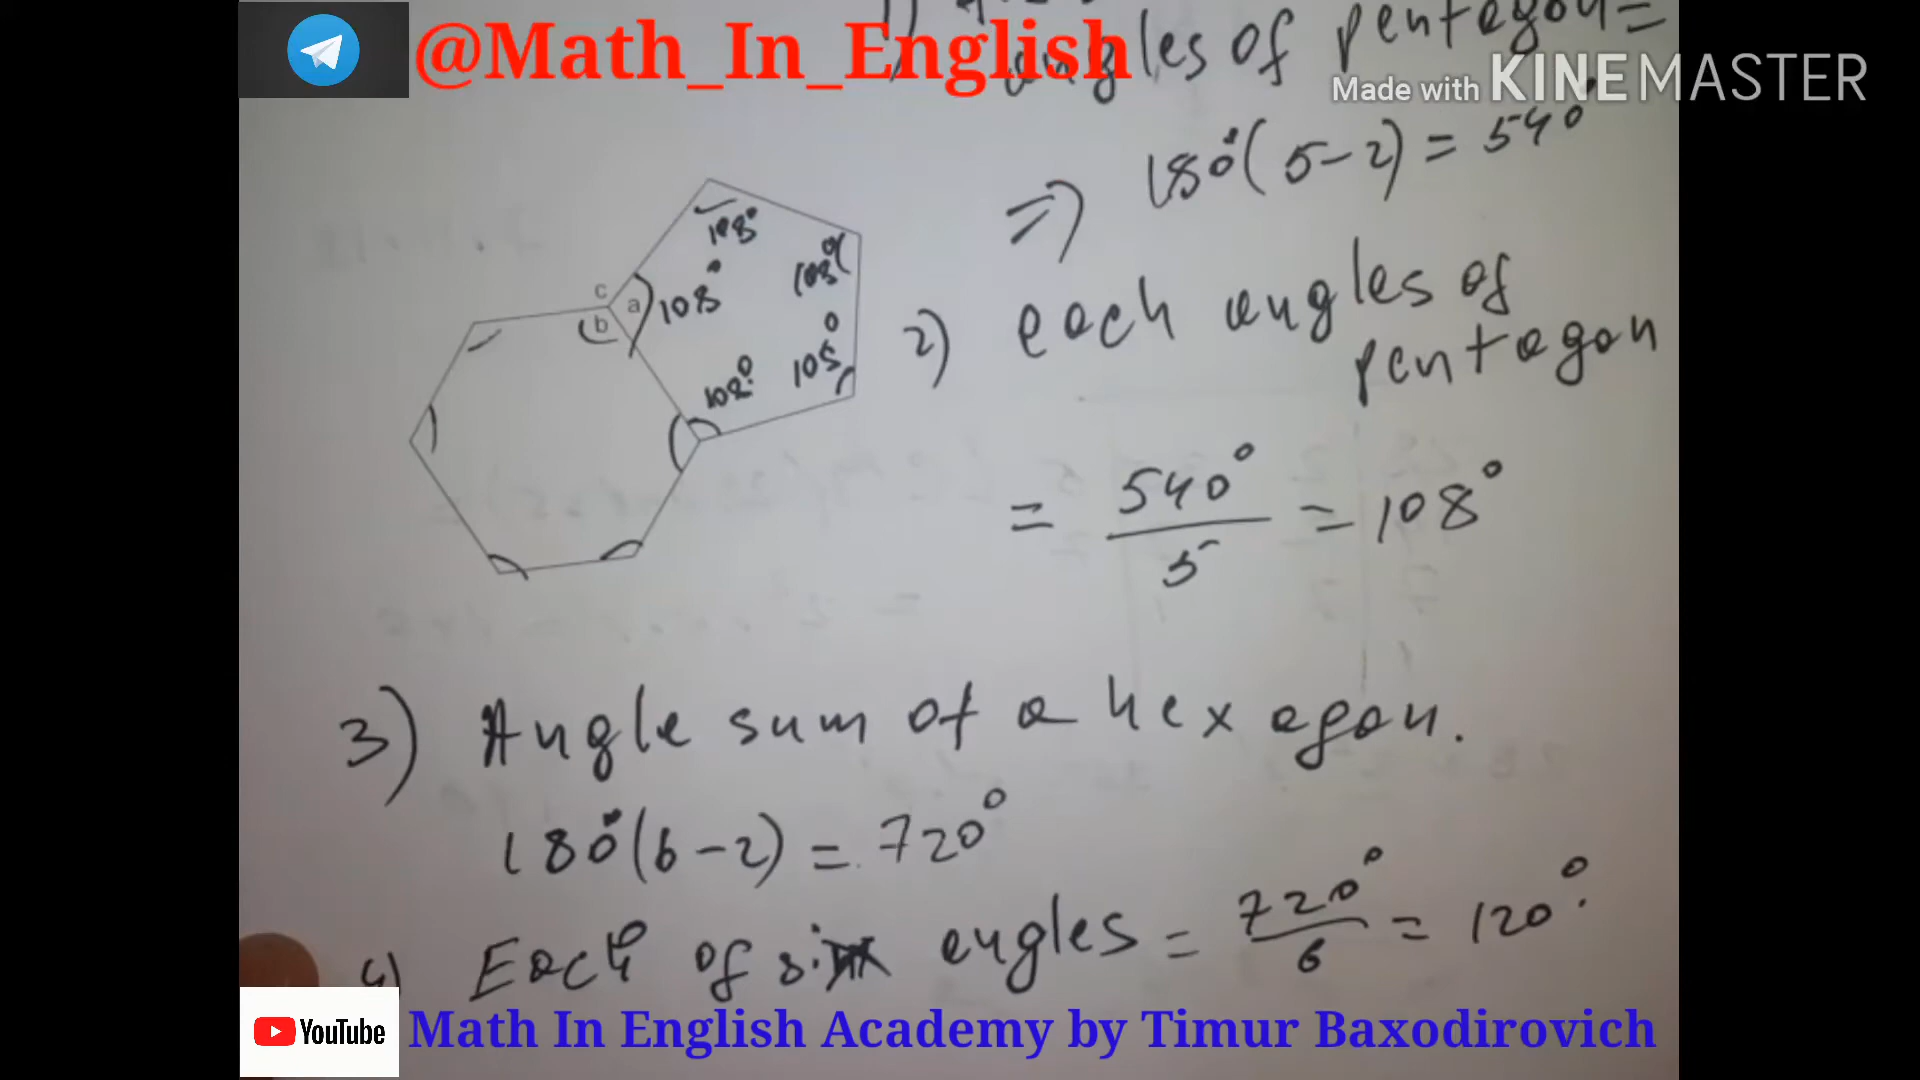 @Math_In_English
angles of pentagon=
Made with KINEMASTER
=> 180°(5-2) = 540°
108°
108°
c
a 108°
b
108°
108°
2) each angles of
pentagon
= 540°/5 = 108°
3) Angle sum of a hexagon.
180°(6-2) = 720°
4) Each of six angles = 720°/6 = 120°.
YouTube Math In English Academy by Timur Baxodirovich